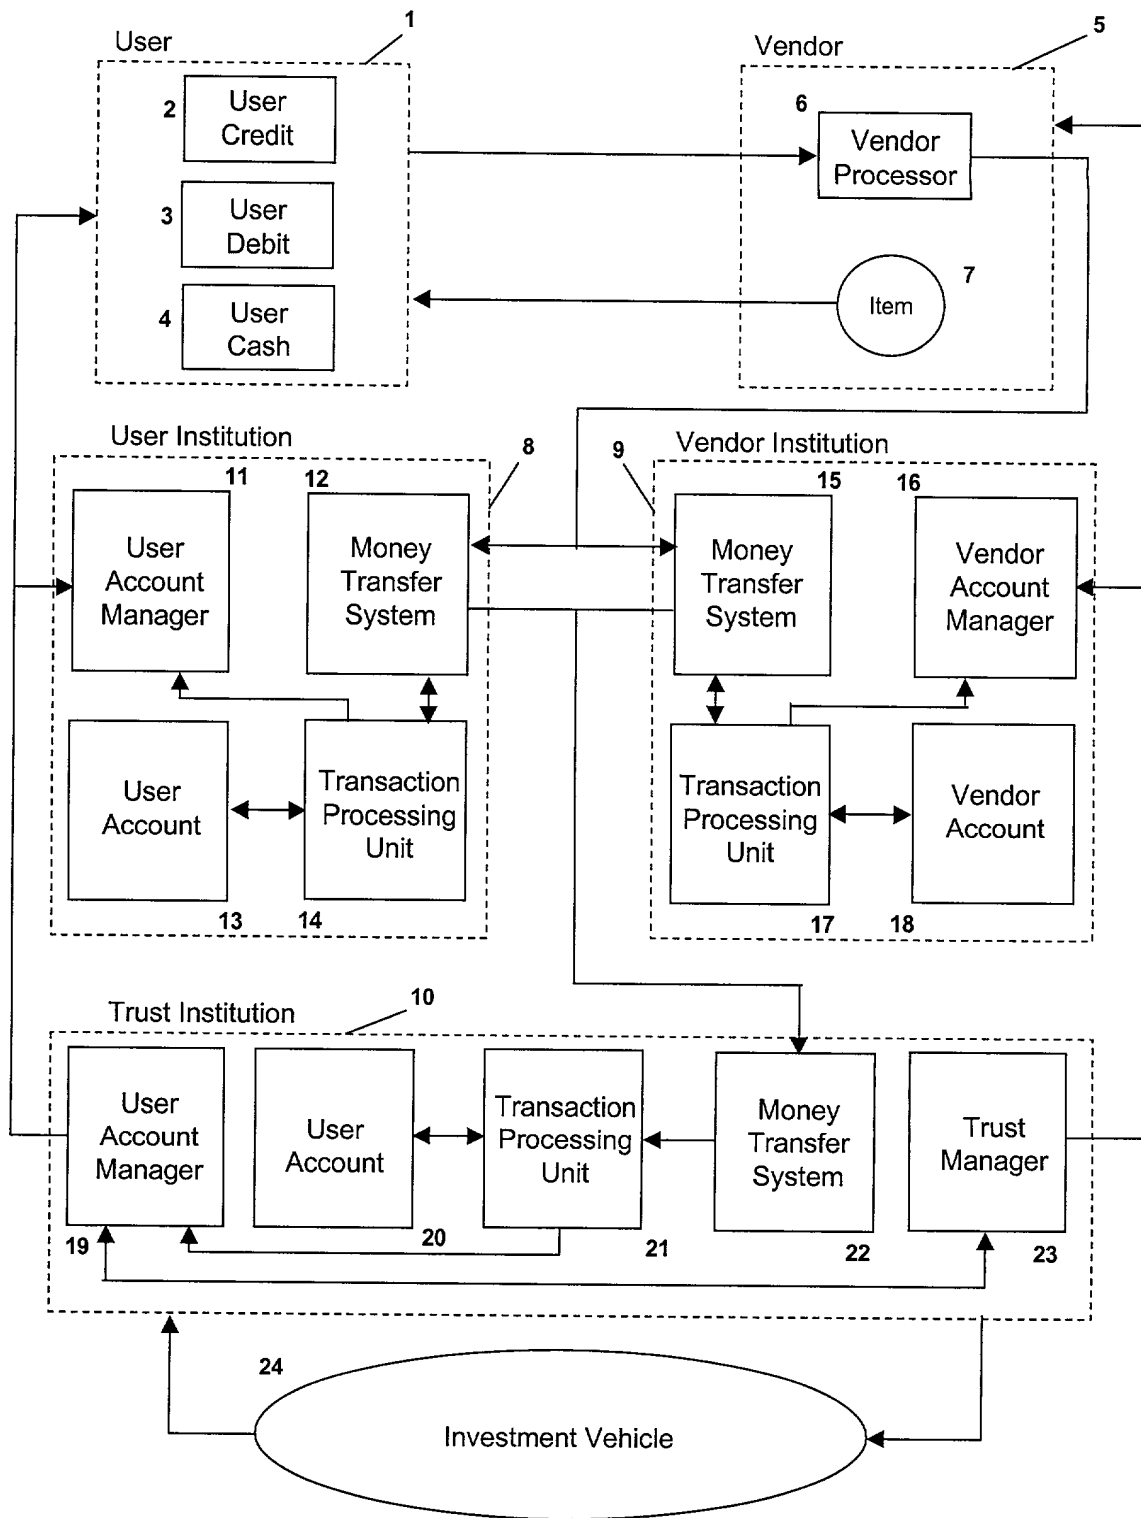 User
1
Vendor
5
2
User
Credit
6
Vendor
Processor
3
User
Debit
7
Item
4
User
Cash
User Institution
8
9
Vendor Institution
11
12
15
16
User
Account
Manager
Money
Transfer
System
Money
Transfer
System
Vendor
Account
Manager
User
Account
Transaction
Processing
Unit
Transaction
Processing
Unit
Vendor
Account
13
14
17
18
Trust Institution
10
User
Account
Manager
User
Account
Transaction
Processing
Unit
Money
Transfer
System
Trust
Manager
19
20
21
22
23
24
Investment Vehicle